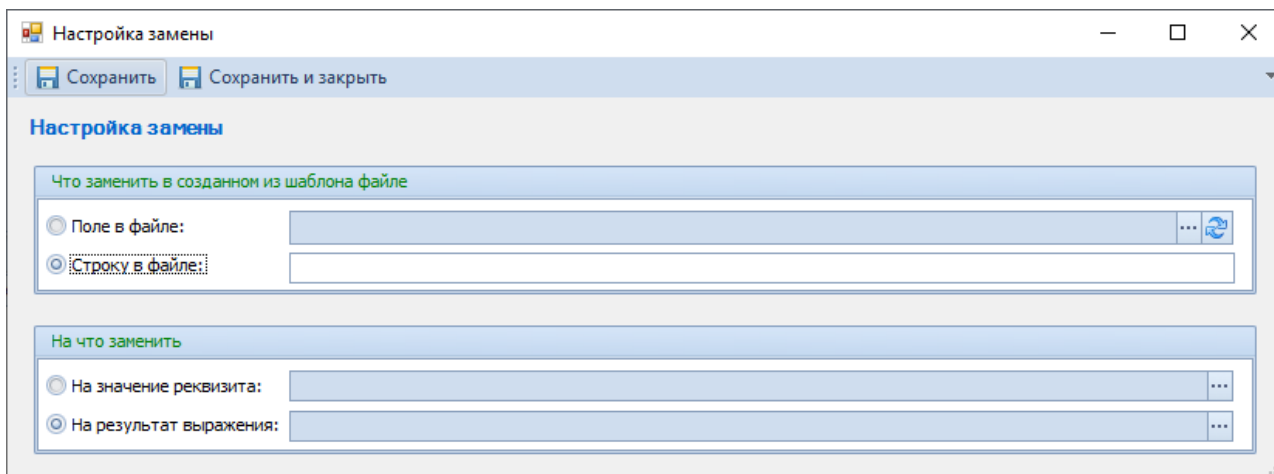 Настройка замены
Сохранить Сохранить и закрыть
Настройка замены
Что заменить в созданном из шаблона файле
Поле в файле:
Строку в файле:
На что заменить
На значение реквизита:
На результат выражения: